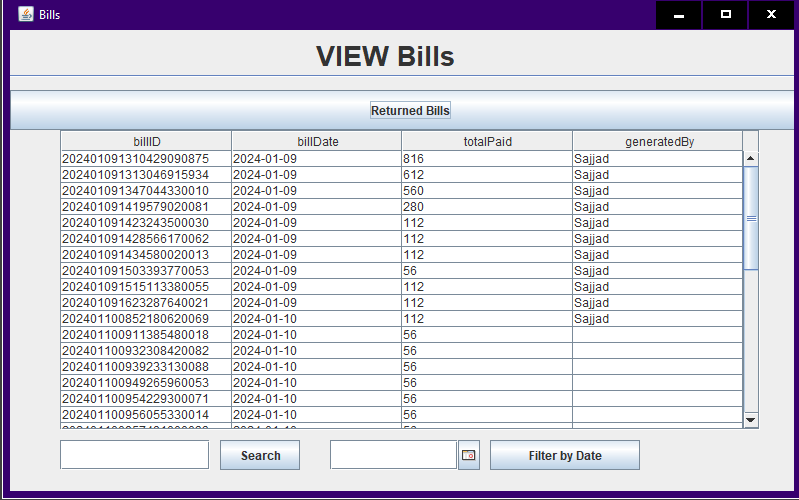 Bills
VIEW Bills
Returned Bills
billID billDate totalPaid generatedBy
202401091310429090875 2024-01-09 816 Sajjad
202401091313046915934 2024-01-09 612 Sajjad
202401091347044330010 2024-01-09 560 Sajjad
202401091419579020081 2024-01-09 280 Sajjad
202401091423243500030 2024-01-09 112 Sajjad
202401091428566170062 2024-01-09 112 Sajjad
202401091434580020013 2024-01-09 112 Sajjad
202401091503393770053 2024-01-09 56 Sajjad
202401091515113380055 2024-01-09 112 Sajjad
202401091623287640021 2024-01-09 112 Sajjad
202401100852180620069 2024-01-10 112 Sajjad
202401100911385480018 2024-01-10 56
202401100932308420082 2024-01-10 56
202401100939233130088 2024-01-10 56
202401100949265960053 2024-01-10 56
202401100954229300071 2024-01-10 56
202401100956055330014 2024-01-10 56
2024-01-10 56
Search Filter by Date